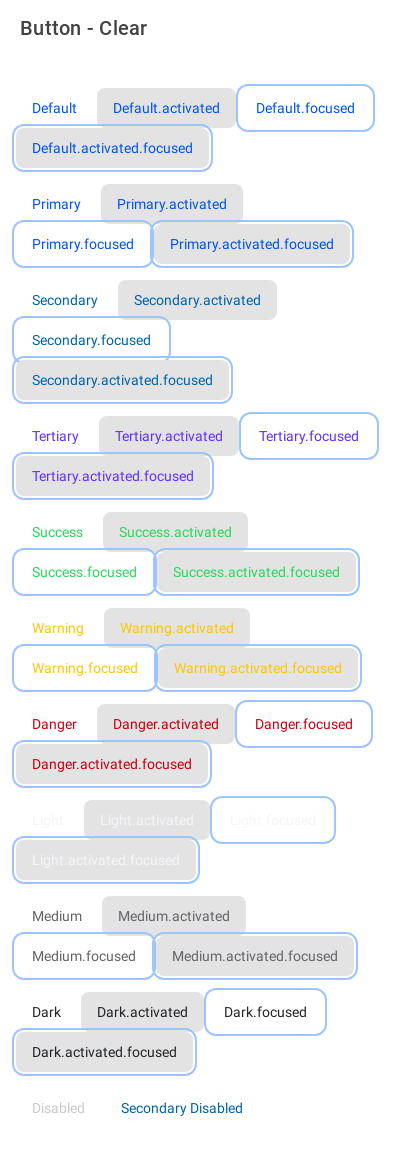 Button - Clear
Default Default.activated Default.focused
Default.activated.focused
Primary Primary.activated
Primary.focused Primary.activated.focused
Secondary Secondary.activated
Secondary.focused
Secondary.activated.focused
Tertiary Tertiary.activated Tertiary.focused
Tertiary.activated.focused
Success Success.activated
Success.focused Success.activated.focused
Warning Warning.activated
Warning.focused Warning.activated.focused
Danger Danger.activated Danger.focused
Danger.activated.focused
Light Light.activated Light.focused
Light.activated.focused
Medium Medium.activated
Medium.focused Medium.activated.focused
Dark Dark.activated Dark.focused
Dark.activated.focused
Disabled Secondary Disabled